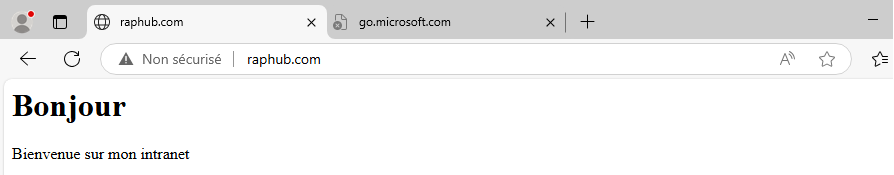 raphub.com
go.microsoft.com
Non sécurisé
raphub.com
Bonjour
Bienvenue sur mon intranet